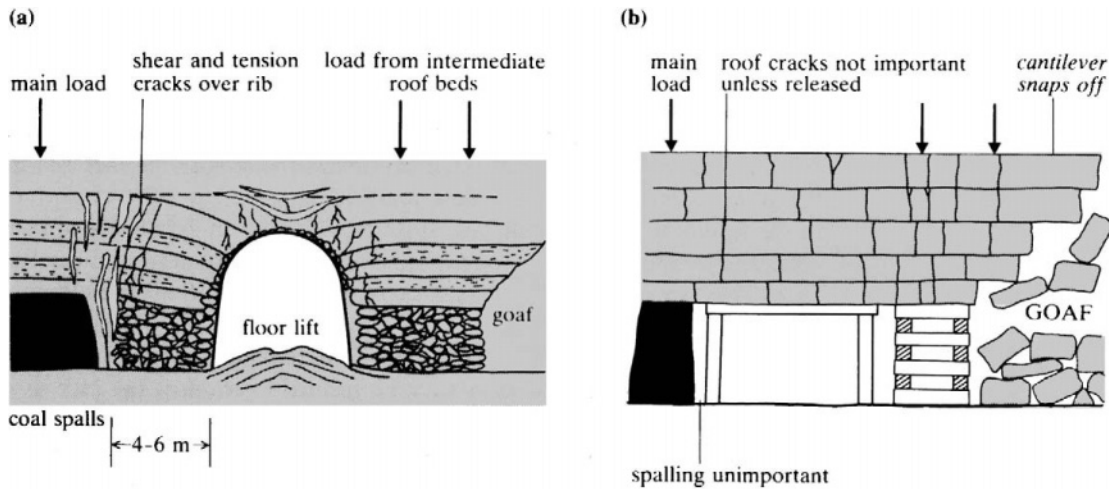 (a)
shear and tension
cracks over rib
main load
load from intermediate
roof beds
floor lift
goaf
coal spalls
4-6 m
(b)
main
load
roof cracks not important
unless released
cantilever
snaps off
GOAF
spalling unimportant